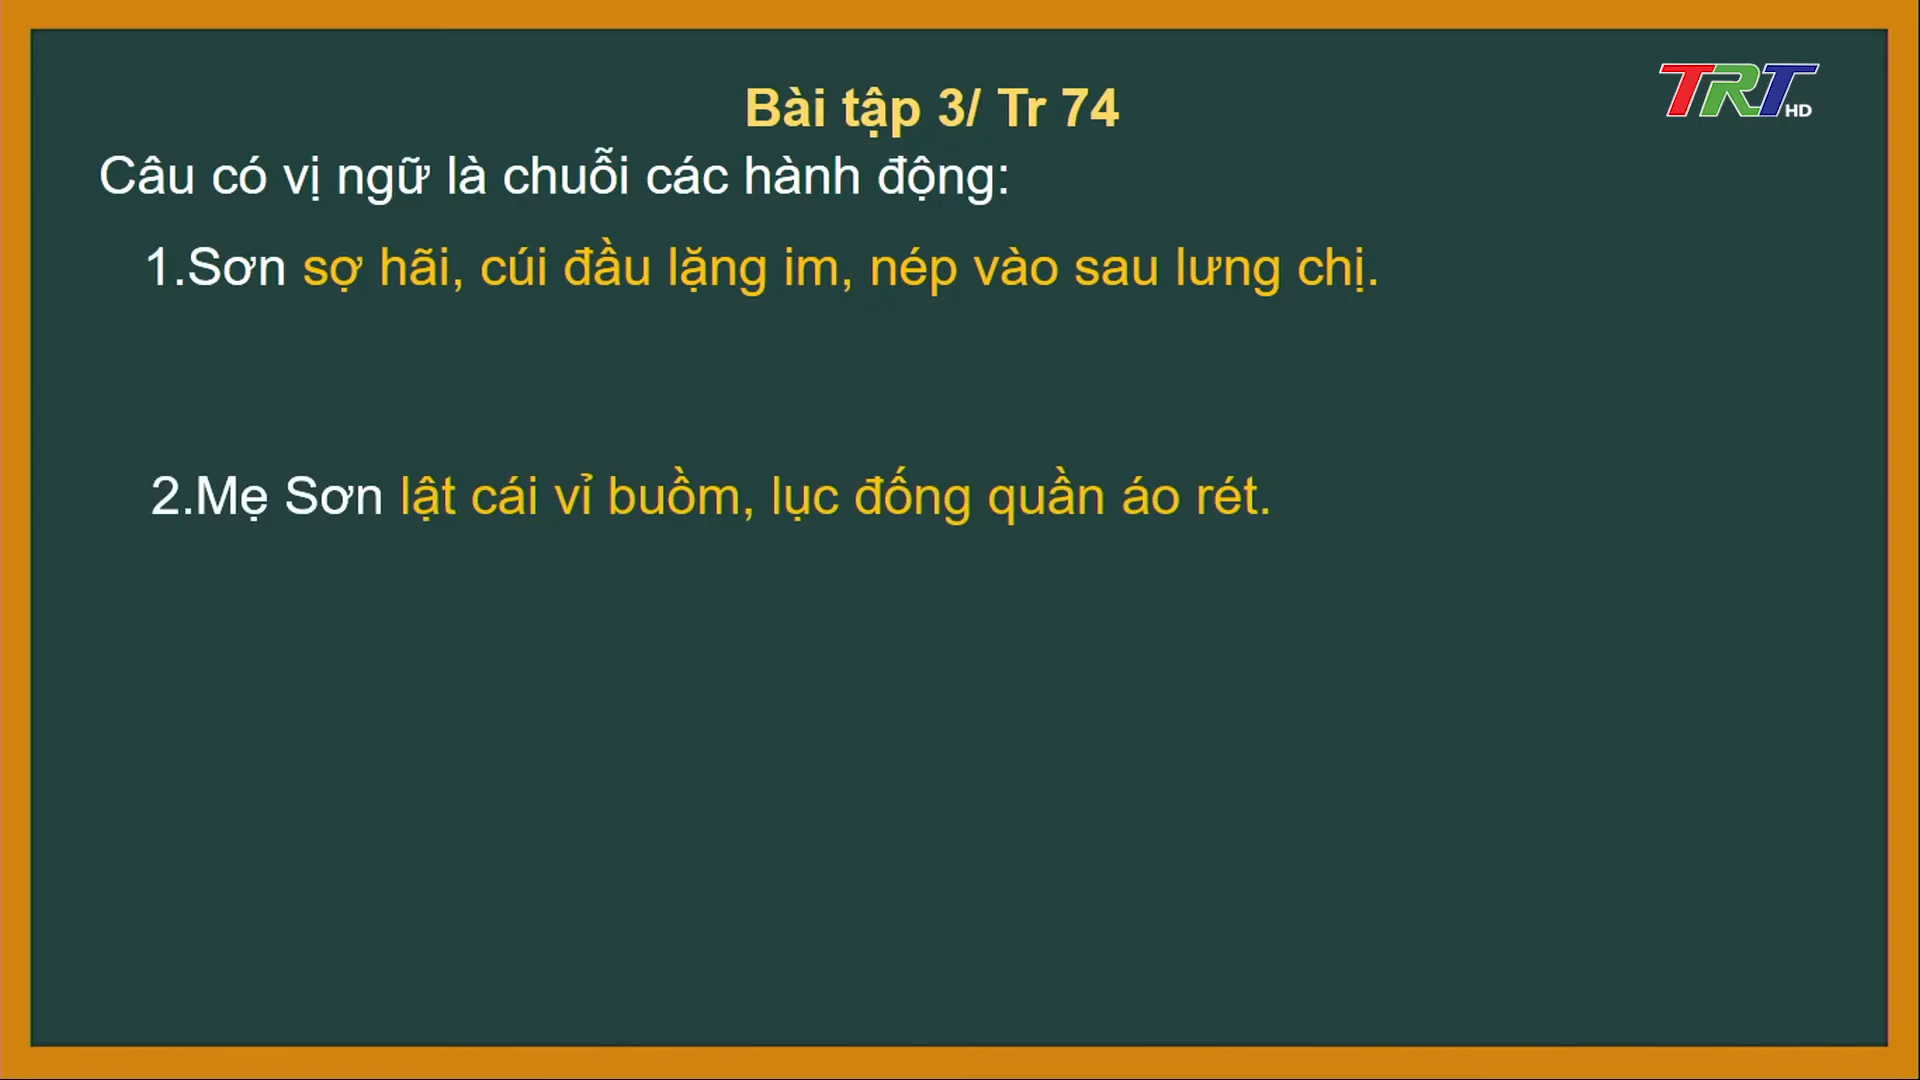 TRT HD
Bài tập 3/ Tr 74
Câu có vị ngữ là chuỗi các hành động:
1.Sơn sợ hãi, cúi đầu lặng im, nép vào sau lưng chị.
2.Mẹ Sơn lật cái vỉ buồm, lục đống quần áo rét.